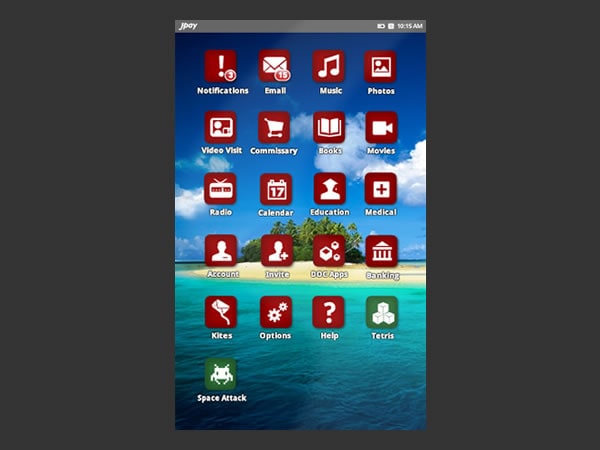 JPay 10:15 AM
3 15
Notifications Email Music Photos
Video Visit Commissary Books Movies
17
Radio Calendar Education Medical
Account Invite DOC Apps Banking
Kites Options Help Tetris
Space Attack